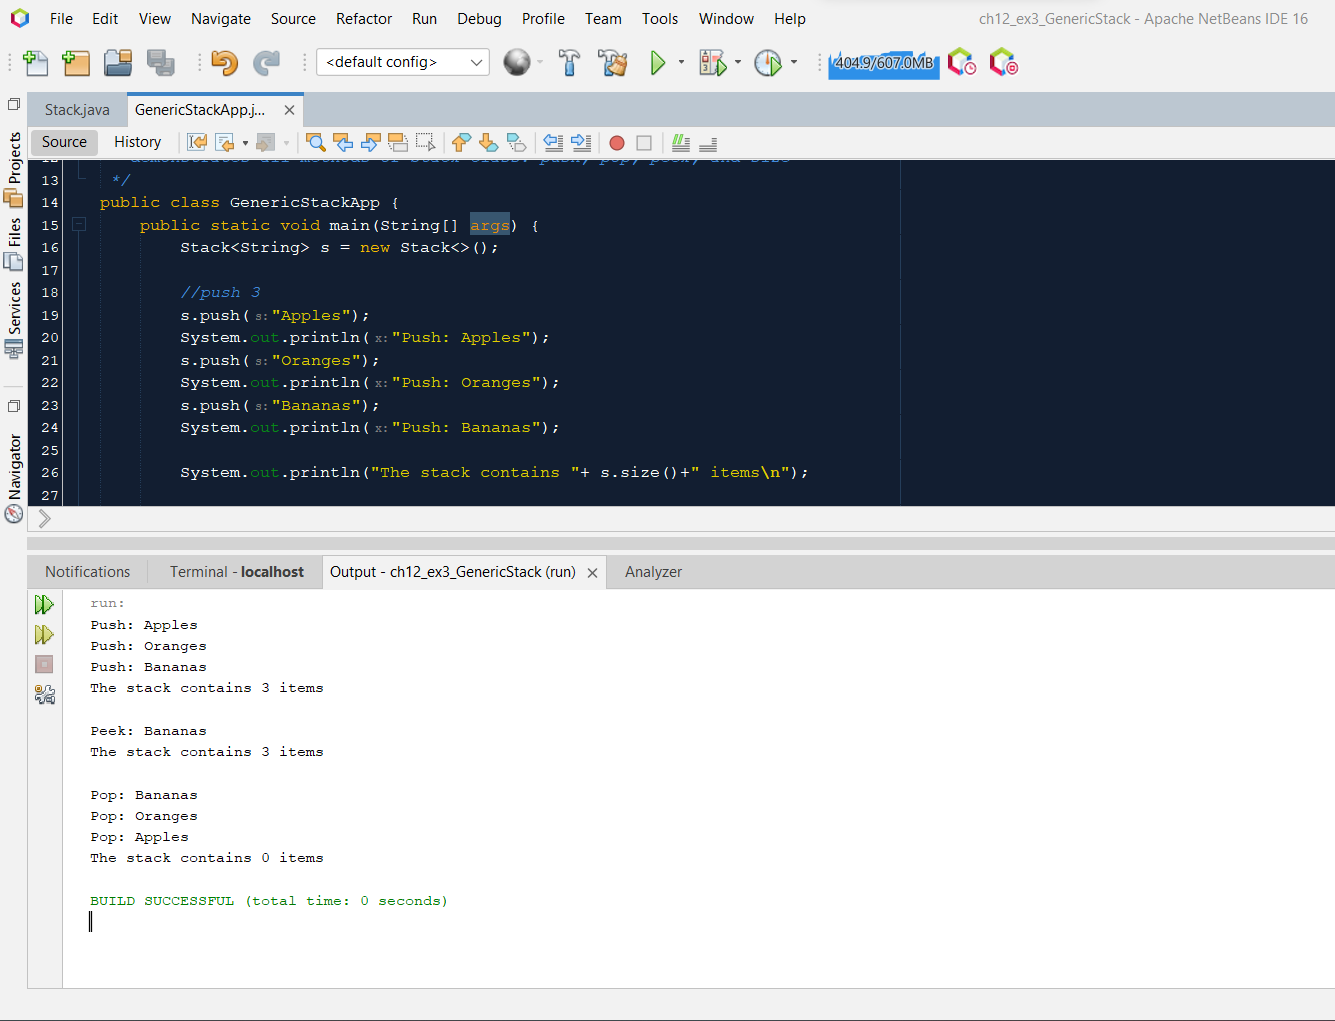 File Edit View Navigate Source Refactor Run Debug Profile Team Tools Window Help ch12_ex3_GenericStack - Apache NetBeans IDE 16
<default config> 404.9/607.0MB
Stack.java GenericStackApp.j...
Source History
Projects
Files
Services
Navigator
13 */
14 public class GenericStackApp {
15 public static void main(String[] args) {
16 Stack<String> s = new Stack<>();
17
18 //push 3
19 s.push( s: "Apples");
20 System.out.println( x: "Push: Apples");
21 s.push( s: "Oranges");
22 System.out.println( x: "Push: Oranges");
23 s.push( s: "Bananas");
24 System.out.println( x: "Push: Bananas");
25
26 System.out.println("The stack contains "+ s.size()+" items\n");
27
Notifications Terminal - localhost Output - ch12_ex3_GenericStack (run) Analyzer
run:
Push: Apples
Push: Oranges
Push: Bananas
The stack contains 3 items
Peek: Bananas
The stack contains 3 items
Pop: Bananas
Pop: Oranges
Pop: Apples
The stack contains 0 items
BUILD SUCCESSFUL (total time: 0 seconds)